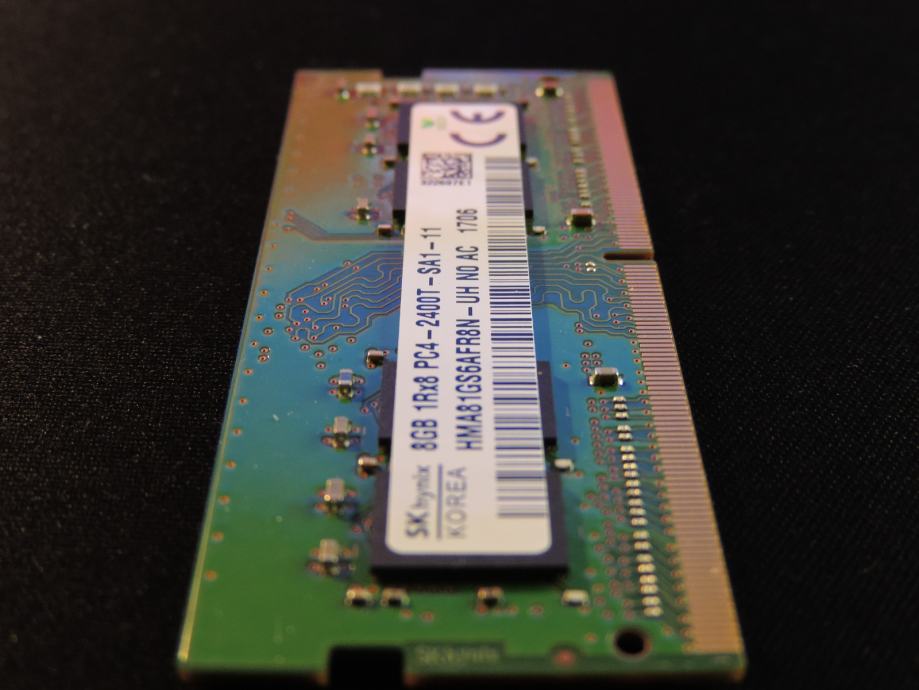 SK hynix
KOREA
8GB 1Rx8 PC4-2400T-SA1-11
HMA81GS6AFR8N-UH N0 AC 1706
CE